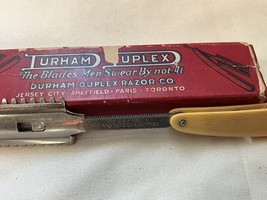 DURHAM DUPLEX
The Blades Men Swear By not At
DURHAM DUPLEX RAZOR CO
JERSEY CITY · SHEFFIELD · PARIS · TORONTO